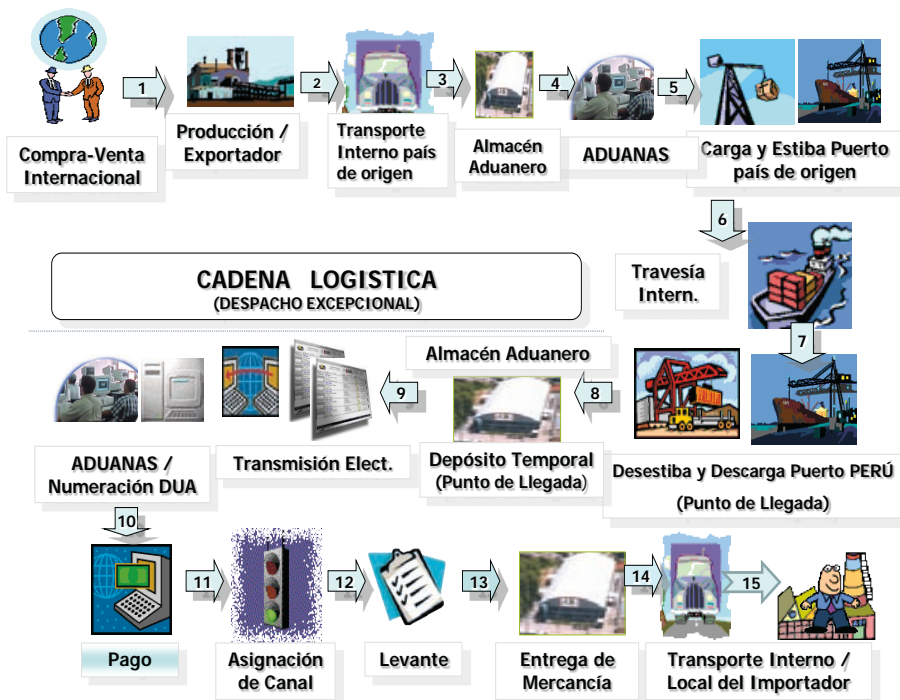 1
2
3
4
5
Compra-Venta
Internacional
Producción /
Exportador
Transporte
Interno país
de origen
Almacén
Aduanero
ADUANAS
Carga y Estiba Puerto
país de origen
6
CADENA LOGISTICA
(DESPACHO EXCEPCIONAL)
Travesía
Intern.
7
Almacén Aduanero
8
9
Desestiba y Descarga Puerto PERÚ
(Punto de Llegada)
Depósito Temporal
(Punto de Llegada)
Transmisión Elect.
ADUANAS /
Numeración DUA
10
11
12
13
14
15
Pago
Asignación
de Canal
Levante
Entrega de
Mercancía
Transporte Interno /
Local del Importador